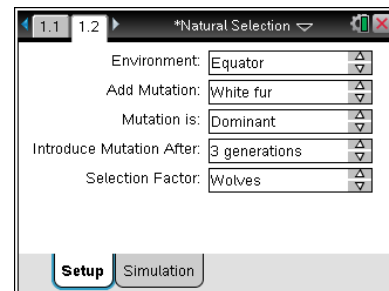 1.1 1.2 *Natural Selection
Environment: Equator
Add Mutation: White fur
Mutation is: Dominant
Introduce Mutation After: 3 generations
Selection Factor: Wolves
Setup Simulation